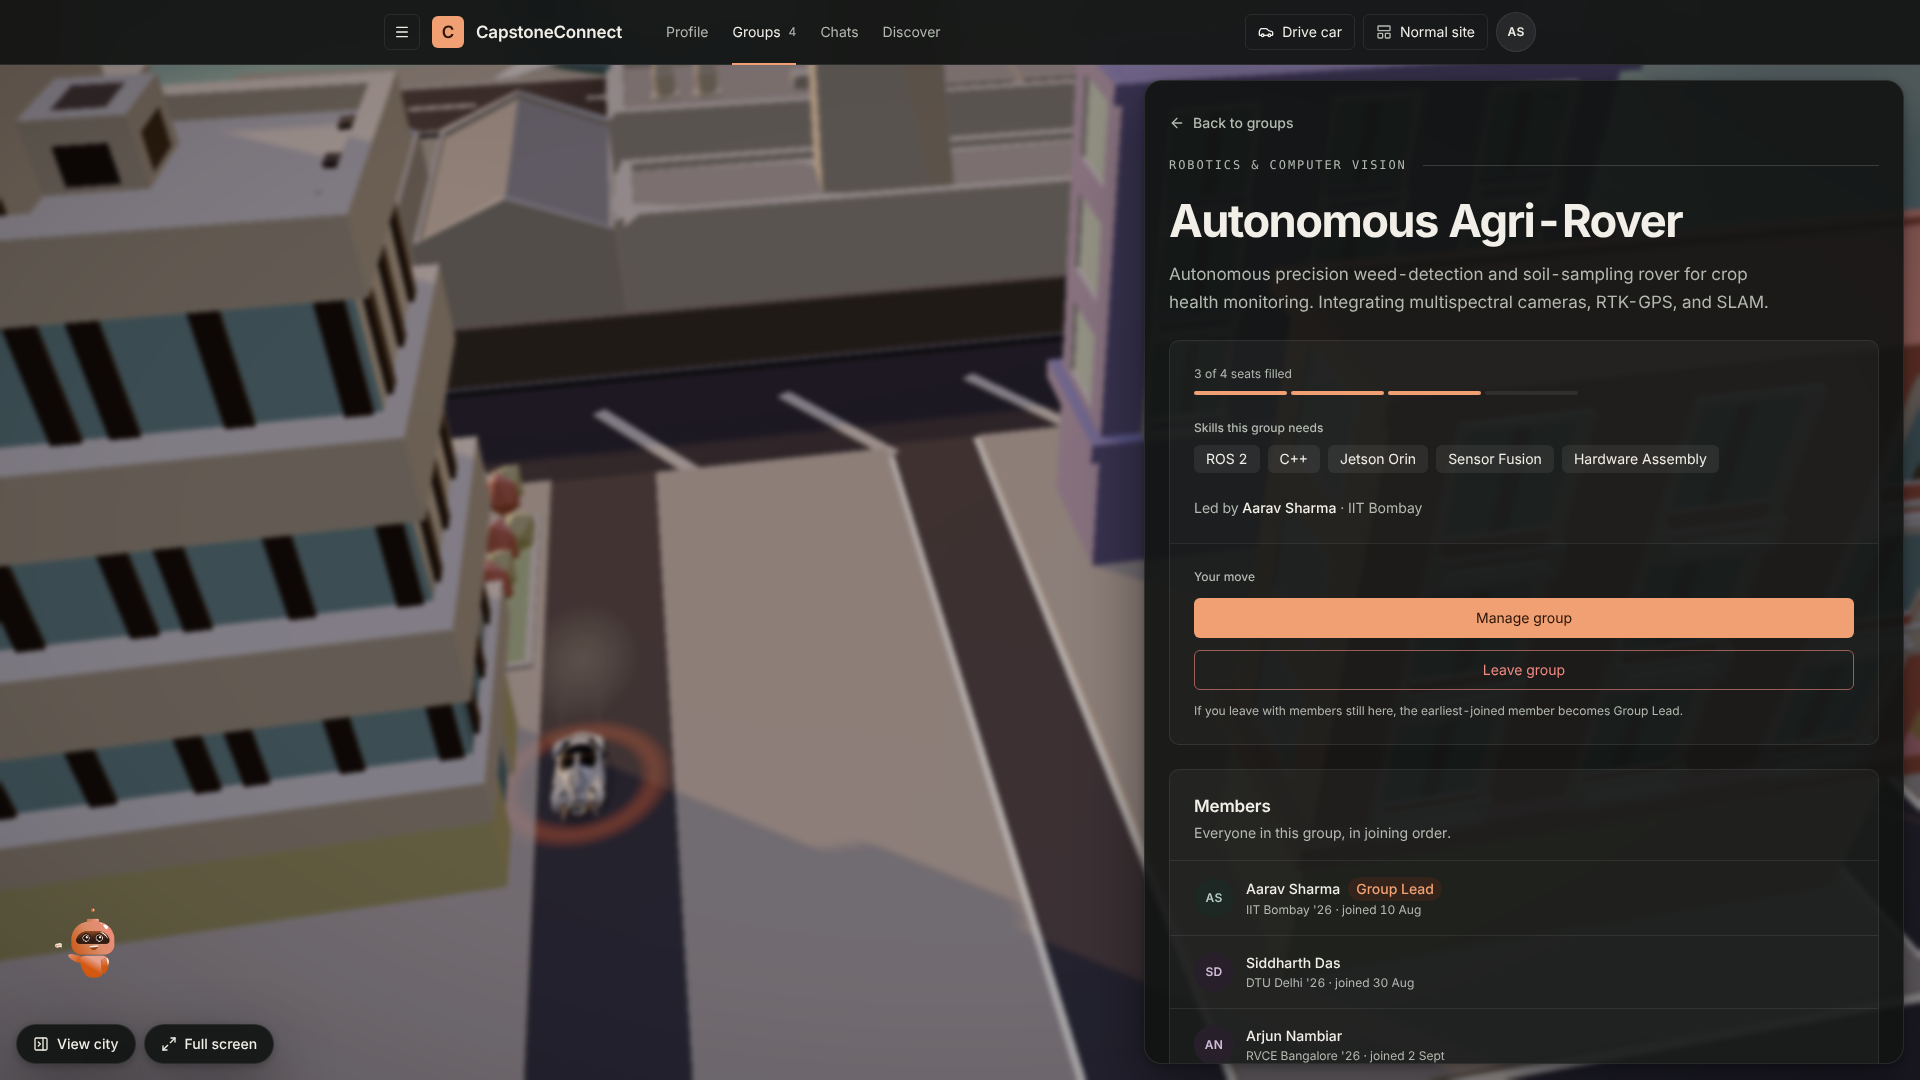 C CapstoneConnect Profile Groups 4 Chats Discover Drive car Normal site AS
Back to groups
ROBOTICS & COMPUTER VISION
Autonomous Agri-Rover
Autonomous precision weed-detection and soil-sampling rover for crop
health monitoring. Integrating multispectral cameras, RTK-GPS, and SLAM.
3 of 4 seats filled
Skills this group needs
ROS 2 C++ Jetson Orin Sensor Fusion Hardware Assembly
Led by Aarav Sharma · IIT Bombay
Your move
Manage group
Leave group
If you leave with members still here, the earliest-joined member becomes Group Lead.
Members
Everyone in this group, in joining order.
AS Aarav Sharma Group Lead
IIT Bombay '26 · joined 10 Aug
SD Siddharth Das
DTU Delhi '26 · joined 30 Aug
AN Arjun Nambiar
RVCE Bangalore '26 · joined 2 Sept
View city Full screen